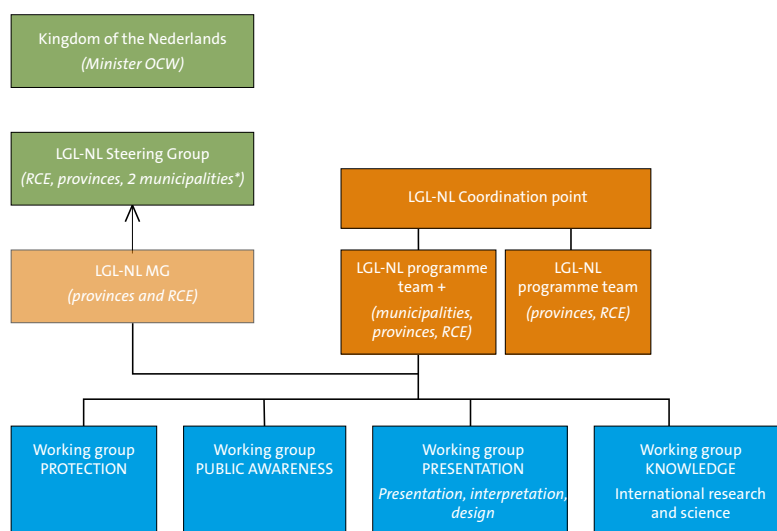 Kingdom of the Nederlands
(Minister OCW)
LGL-NL Steering Group
(RCE, provinces, 2 municipalities*)
LGL-NL Coordination point
LGL-NL MG
(provinces and RCE)
LGL-NL programme
team +
(municipalities,
provinces, RCE)
LGL-NL
programme team
(provinces, RCE)
Working group
PROTECTION
Working group
PUBLIC AWARENESS
Working group
PRESENTATION
Presentation, interpretation,
design
Working group
KNOWLEDGE
International research
and science